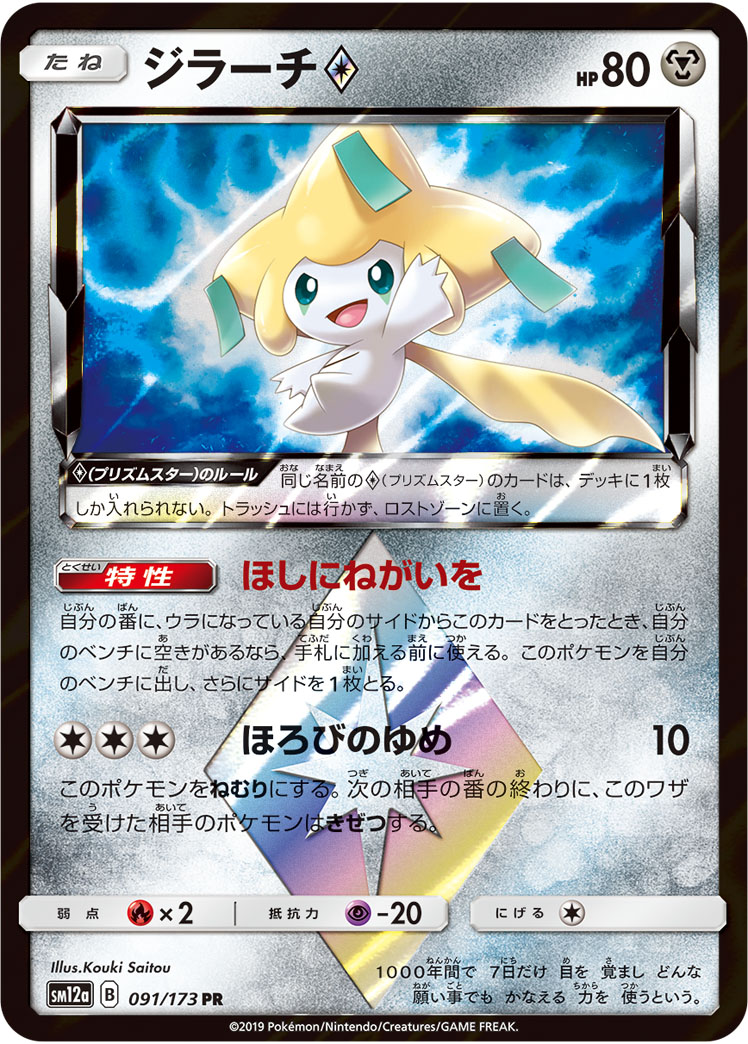 たね ジラーチ◇ HP80
◇(プリズムスター)のルール 同じ名前の◇(プリズムスター)のカードは、デッキに1枚
しか入れられない。トラッシュには行かず、ロストゾーンに置く。
特性 ほしにねがいを
自分の番に、ウラになっている自分のサイドからこのカードをとったとき、自分
のベンチに空きがあるなら、手札に加える前に使える。このポケモンを自分
のベンチに出し、さらにサイドを1枚とる。
ほろびのゆめ 10
このポケモンをねむりにする。次の相手の番の終わりに、このワザ
を受けた相手のポケモンはきぜつする。
弱点 ×2 抵抗力 -20 にげる
Illus.Kouki Saitou
1000年間で 7日だけ 目を 覚まし どんな
願い事でも かなえる 力を 使うという。
sm12a B 091/173 PR
©2019 Pokémon/Nintendo/Creatures/GAME FREAK.